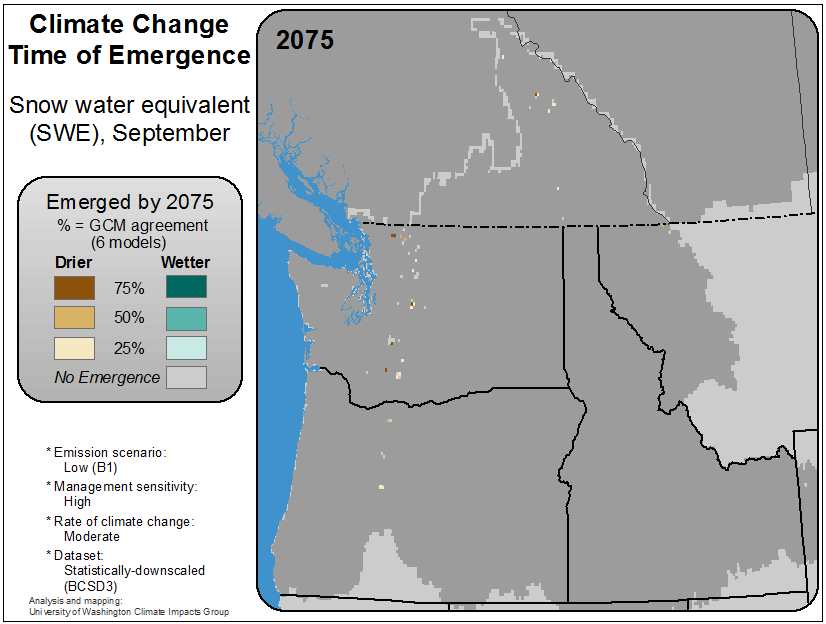 Climate Change
Time of Emergence
Snow water equivalent
(SWE), September
2075
Emerged by 2075
% = GCM agreement
(6 models)
Drier Wetter
75%
50%
25%
No Emergence
* Emission scenario:
Low (B1)
* Management sensitivity:
High
* Rate of climate change:
Moderate
* Dataset:
Statistically-downscaled
(BCSD3)
Analysis and mapping:
University of Washington Climate Impacts Group